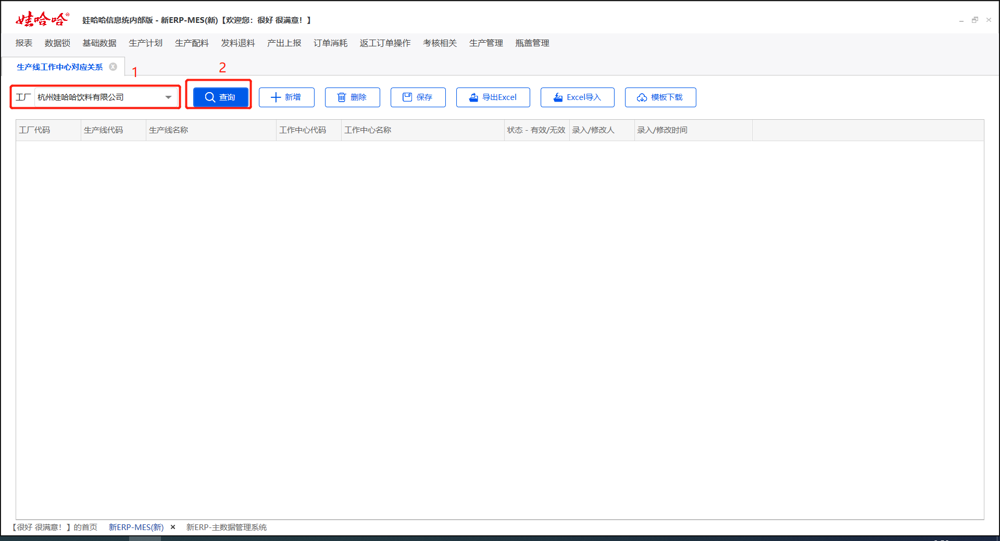 娃哈哈® 娃哈哈信息统内部版 - 新ERP-MES(新)【欢迎您：很好 很满意！】
报表 数据锁 基础数据 生产计划 生产配料 发料退料 产出上报 订单消耗 返工订单操作 考核相关 生产管理 瓶盖管理
生产线工作中心对应关系 1 2
工厂 杭州娃哈哈饮料有限公司 查询 新增 删除 保存 导出Excel Excel导入 模板下载
工厂代码 生产线代码 生产线名称 工作中心代码 工作中心名称 状态 - 有效/无效 录入/修改人 录入/修改时间
【很好 很满意！】的首页 新ERP-MES(新) × 新ERP-主数据管理系统